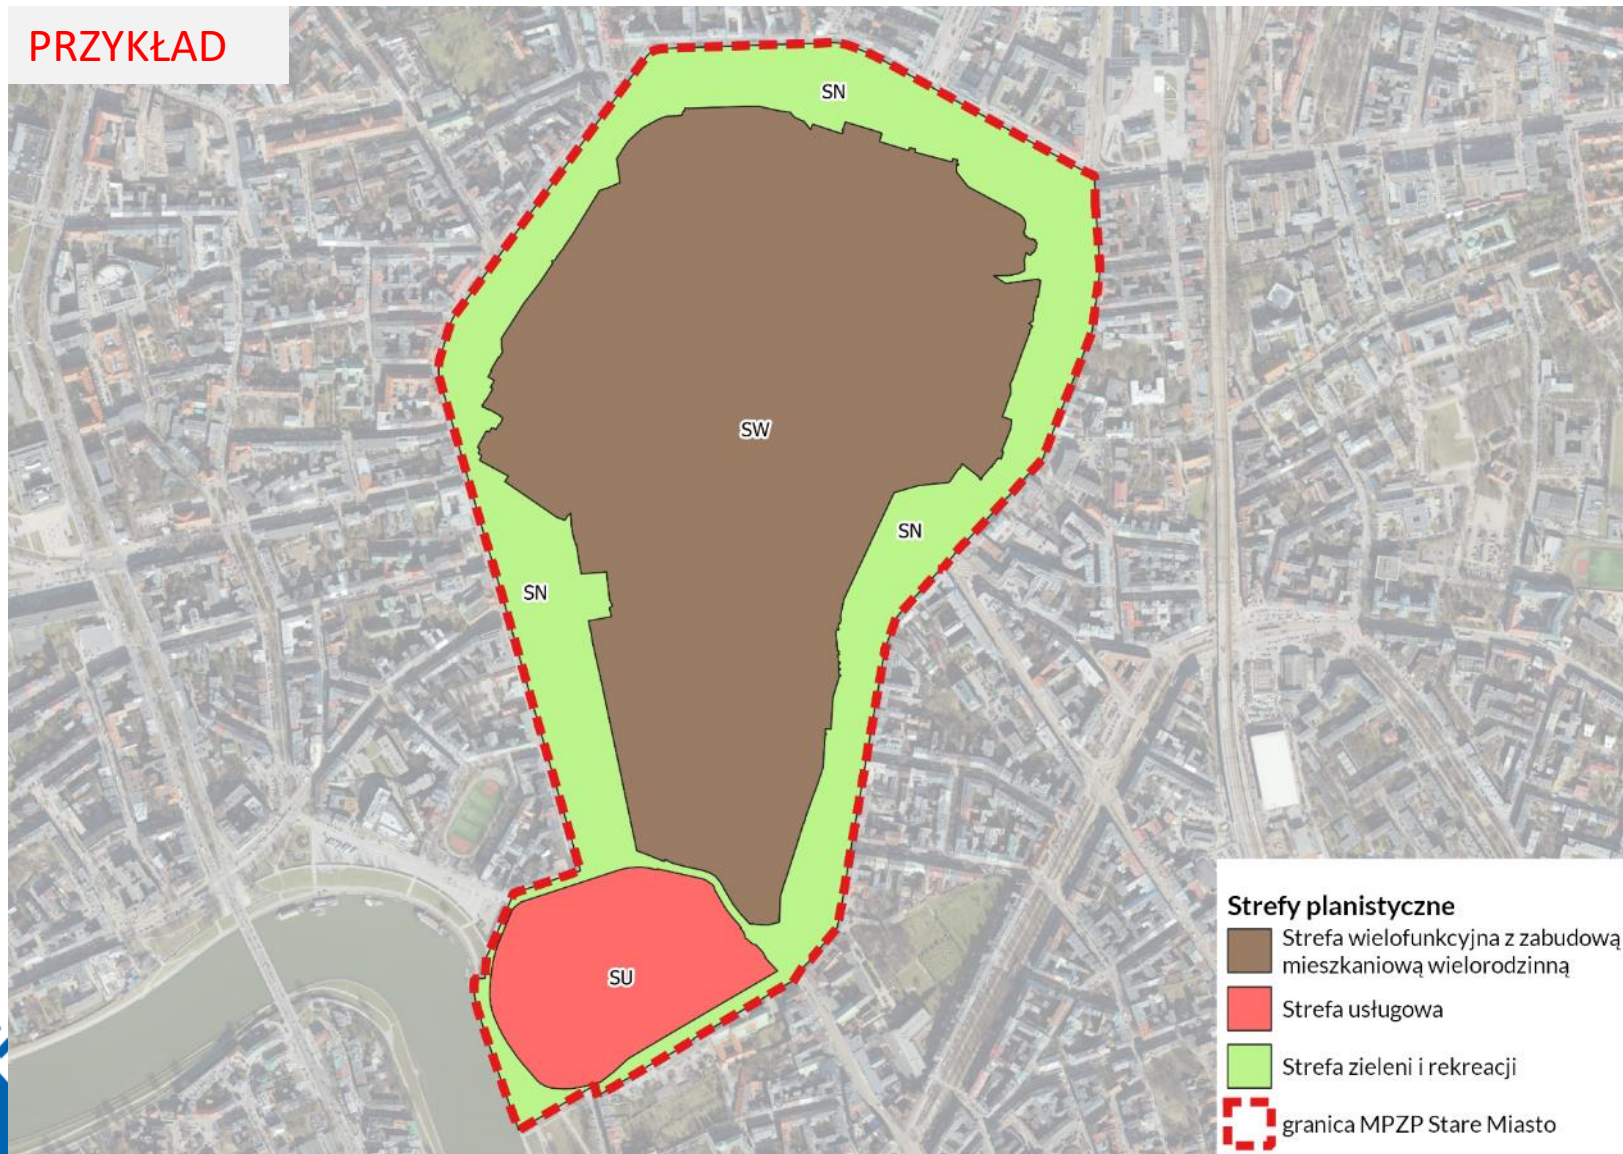 PRZYKŁAD
SN
SW
SN
SN
SU
Strefy planistyczne
Strefa wielofunkcyjna z zabudową
mieszkaniową wielorodzinną
Strefa usługowa
Strefa zieleni i rekreacji
granica MPZP Stare Miasto